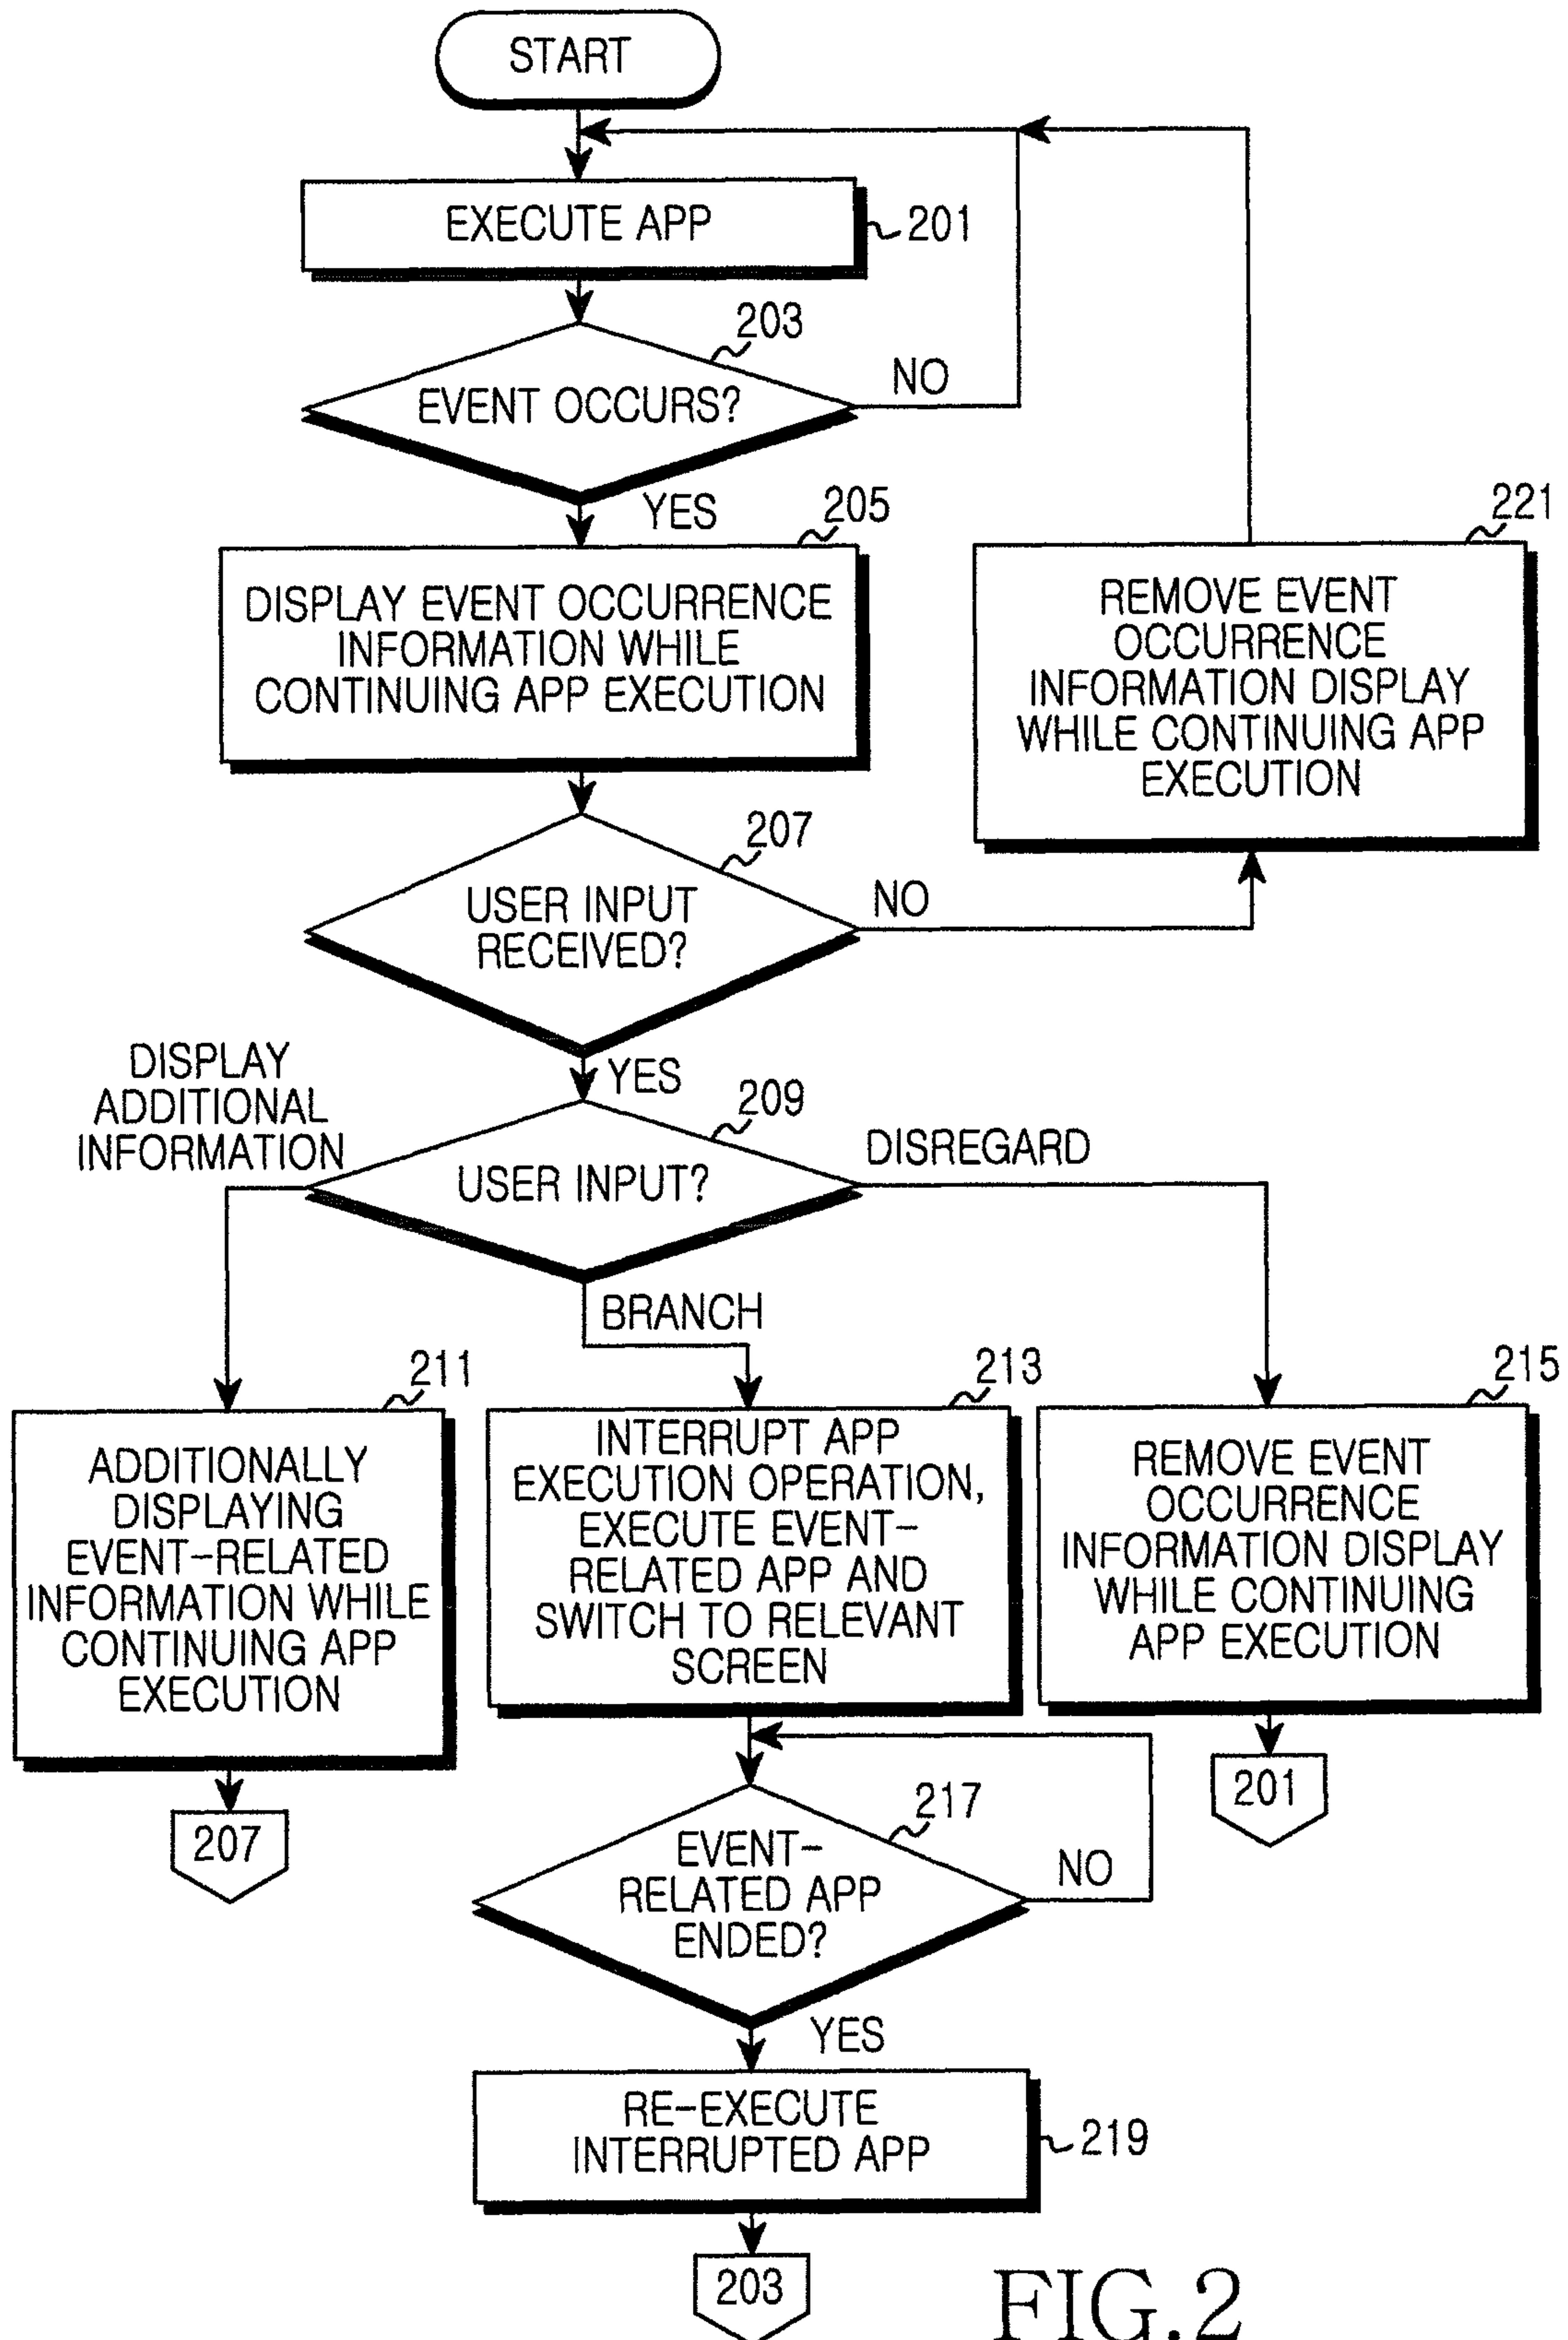 START
EXECUTE APP
201
203
EVENT OCCURS?
NO
YES
205
DISPLAY EVENT OCCURRENCE
INFORMATION WHILE
CONTINUING APP EXECUTION
221
REMOVE EVENT
OCCURRENCE
INFORMATION DISPLAY
WHILE CONTINUING APP
EXECUTION
207
USER INPUT
RECEIVED?
NO
YES
DISPLAY
ADDITIONAL
INFORMATION
209
USER INPUT?
DISREGARD
BRANCH
211
ADDITIONALLY
DISPLAYING
EVENT-RELATED
INFORMATION WHILE
CONTINUING APP
EXECUTION
207
213
INTERRUPT APP
EXECUTION OPERATION,
EXECUTE EVENT-
RELATED APP AND
SWITCH TO RELEVANT
SCREEN
215
REMOVE EVENT
OCCURRENCE
INFORMATION DISPLAY
WHILE CONTINUING
APP EXECUTION
201
217
EVENT-
RELATED APP
ENDED?
NO
YES
RE-EXECUTE
INTERRUPTED APP
219
203
FIG.2